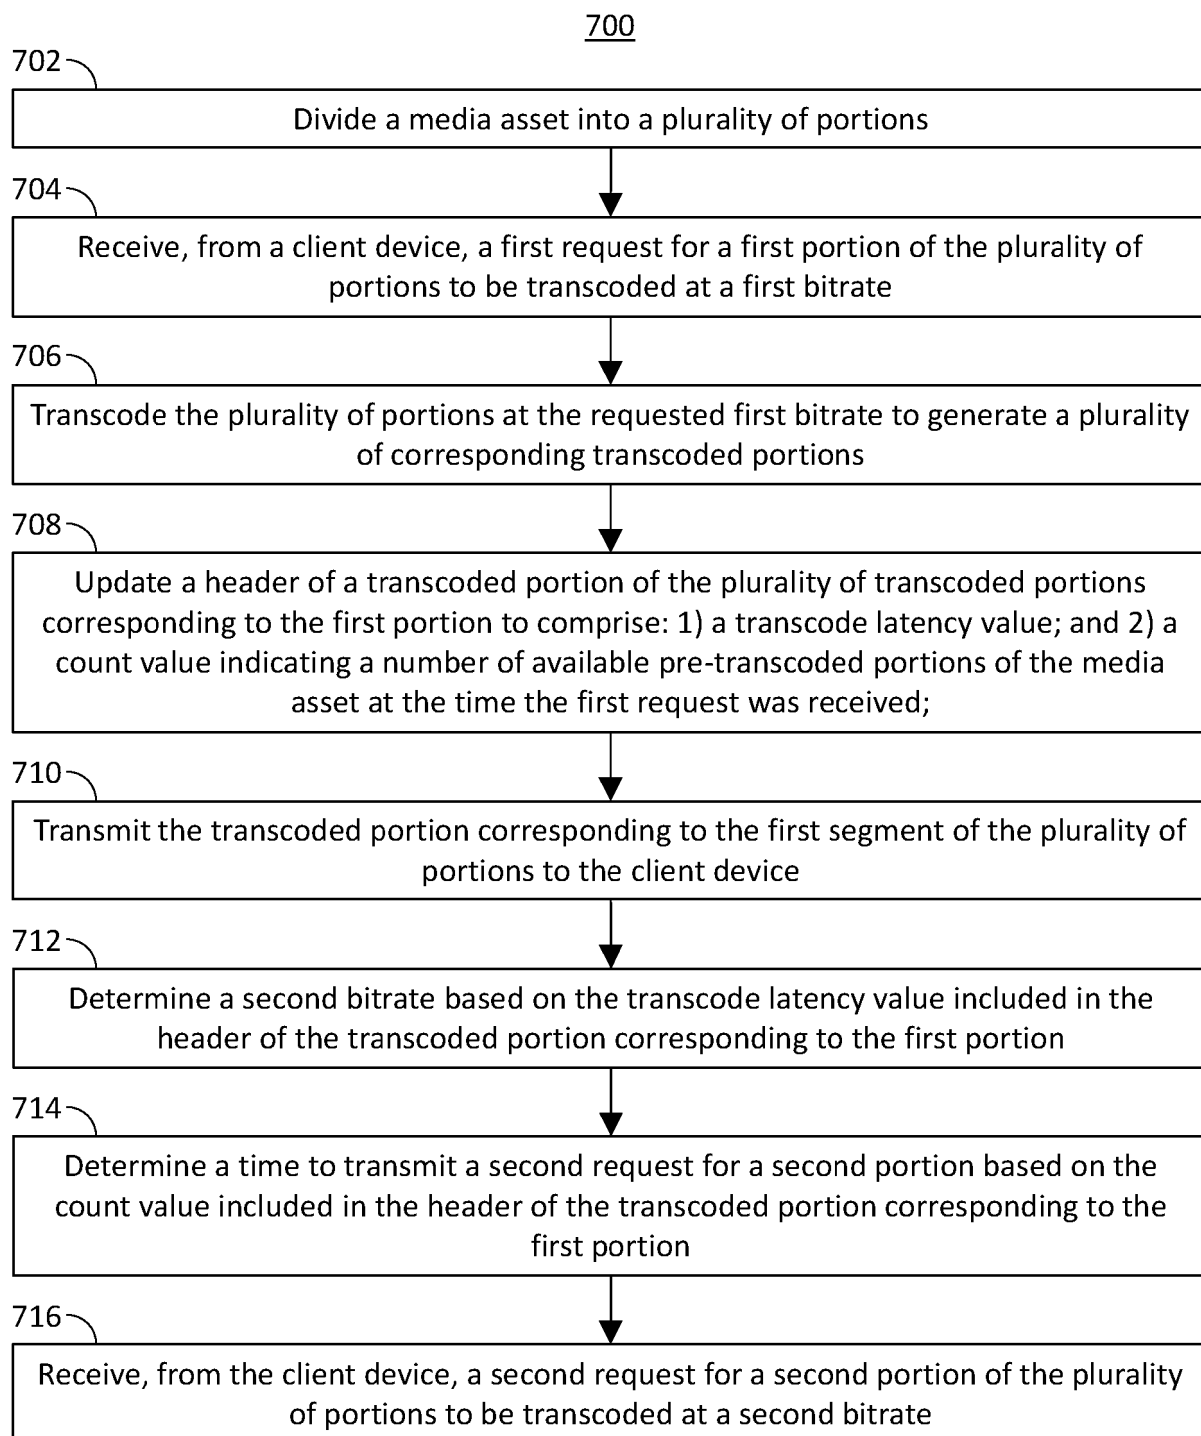 700
702
Divide a media asset into a plurality of portions
704
Receive, from a client device, a first request for a first portion of the plurality of
portions to be transcoded at a first bitrate
706
Transcode the plurality of portions at the requested first bitrate to generate a plurality
of corresponding transcoded portions
708
Update a header of a transcoded portion of the plurality of transcoded portions
corresponding to the first portion to comprise: 1) a transcode latency value; and 2) a
count value indicating a number of available pre-transcoded portions of the media
asset at the time the first request was received;
710
Transmit the transcoded portion corresponding to the first segment of the plurality of
portions to the client device
712
Determine a second bitrate based on the transcode latency value included in the
header of the transcoded portion corresponding to the first portion
714
Determine a time to transmit a second request for a second portion based on the
count value included in the header of the transcoded portion corresponding to the
first portion
716
Receive, from the client device, a second request for a second portion of the plurality
of portions to be transcoded at a second bitrate